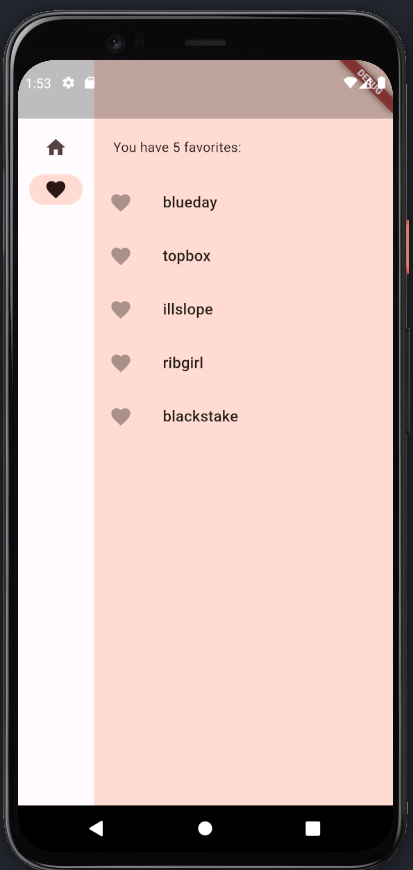 1:53
DEBUG
You have 5 favorites:
blueday
topbox
illslope
ribgirl
blackstake